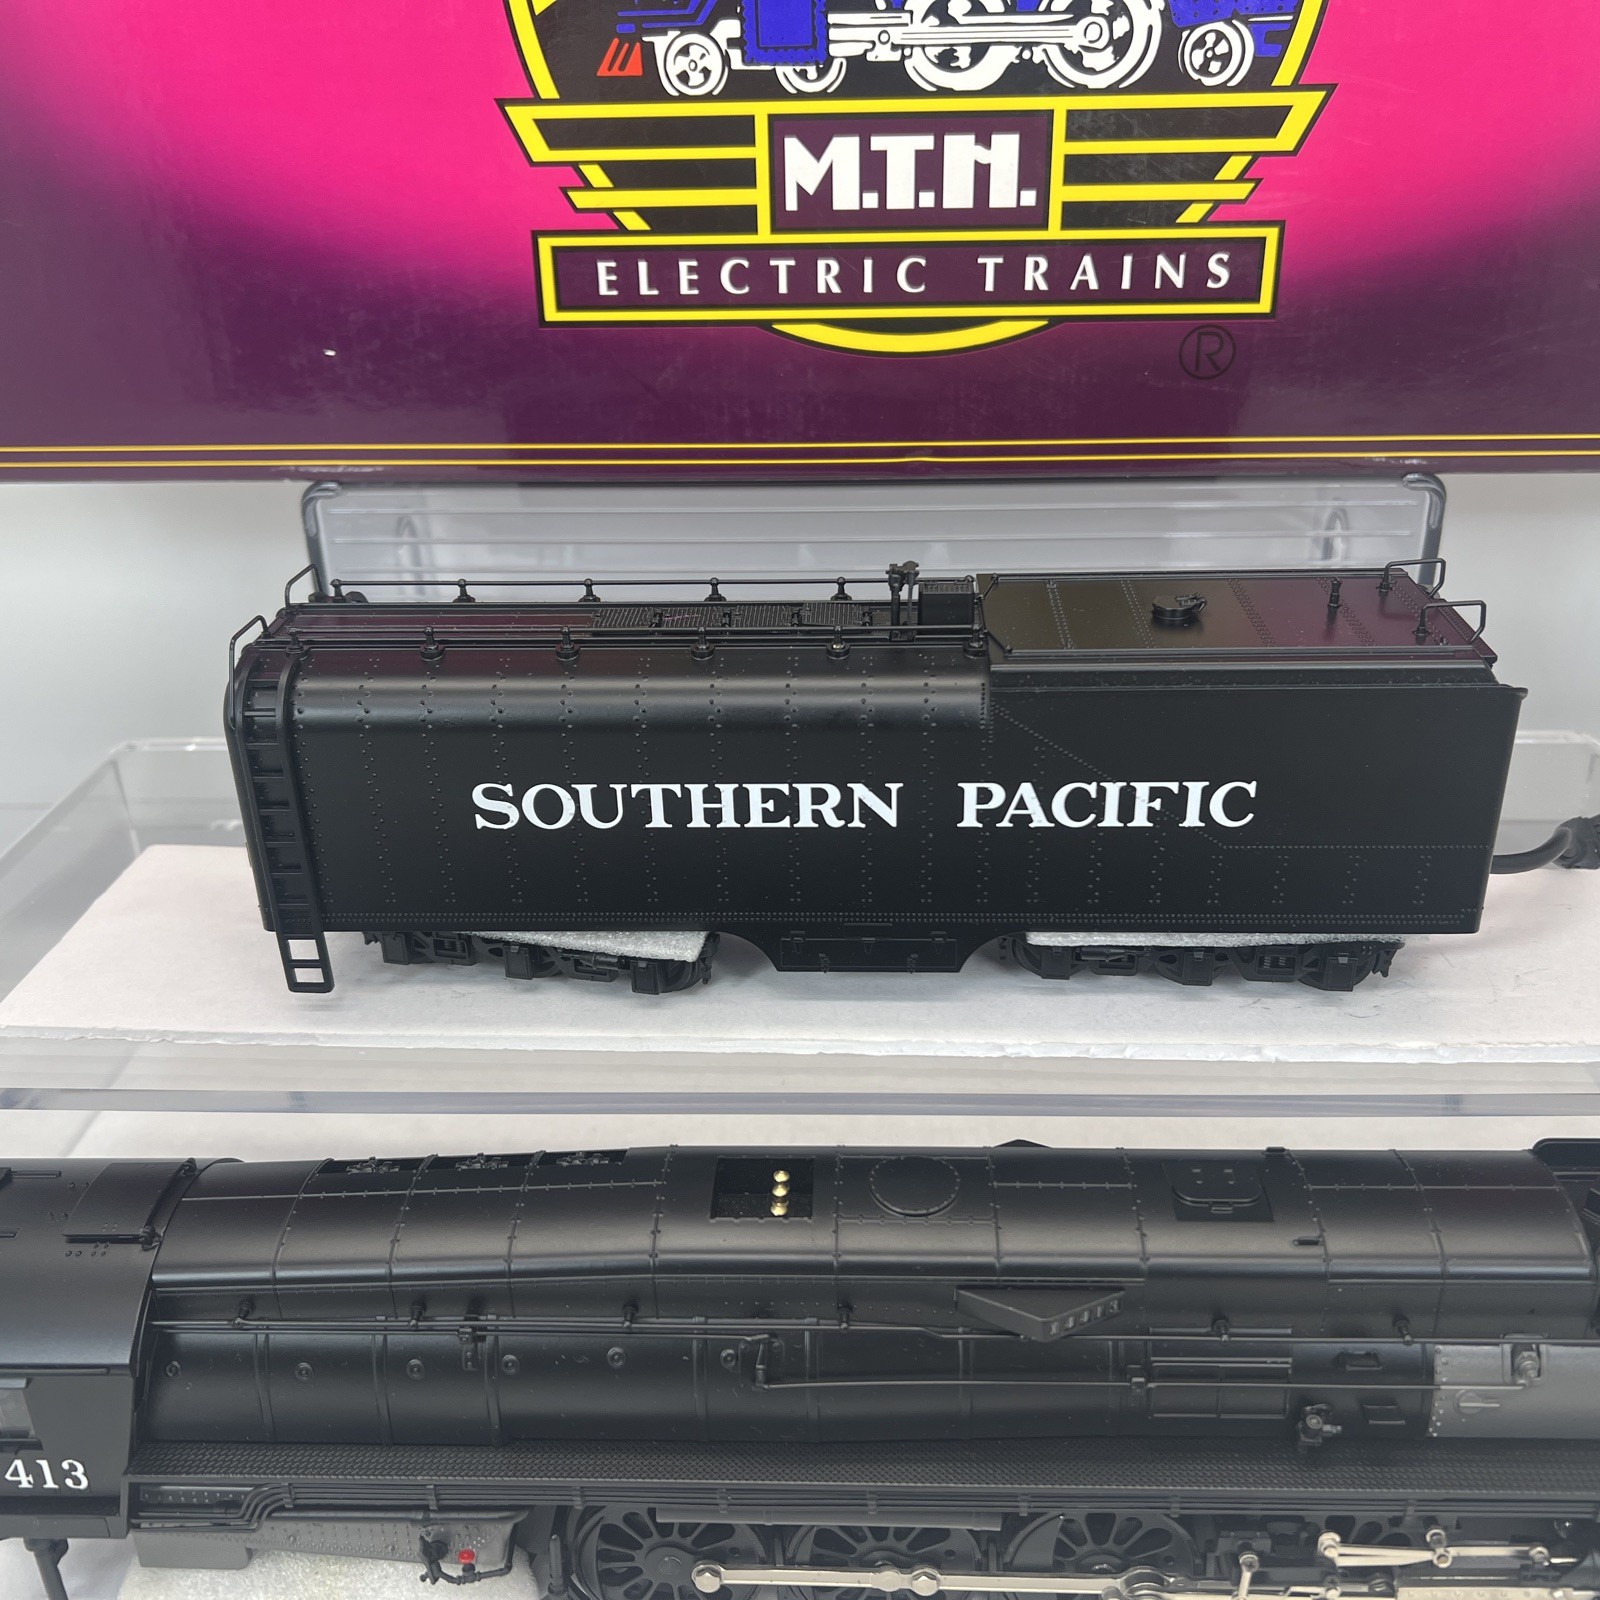 M.T.H.
ELECTRIC TRAINS
®
SOUTHERN PACIFIC
413